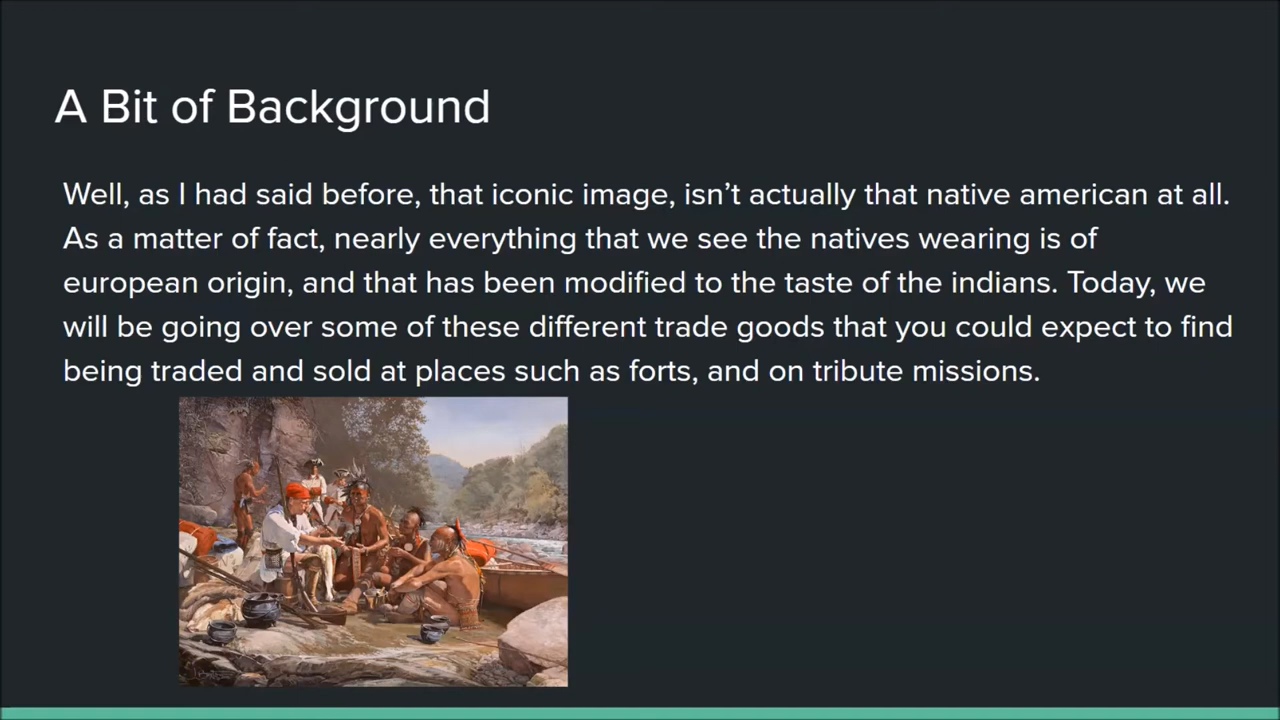 A Bit of Background
Well, as I had said before, that iconic image, isn’t actually that native american at all.
As a matter of fact, nearly everything that we see the natives wearing is of
european origin, and that has been modified to the taste of the indians. Today, we
will be going over some of these different trade goods that you could expect to find
being traded and sold at places such as forts, and on tribute missions.